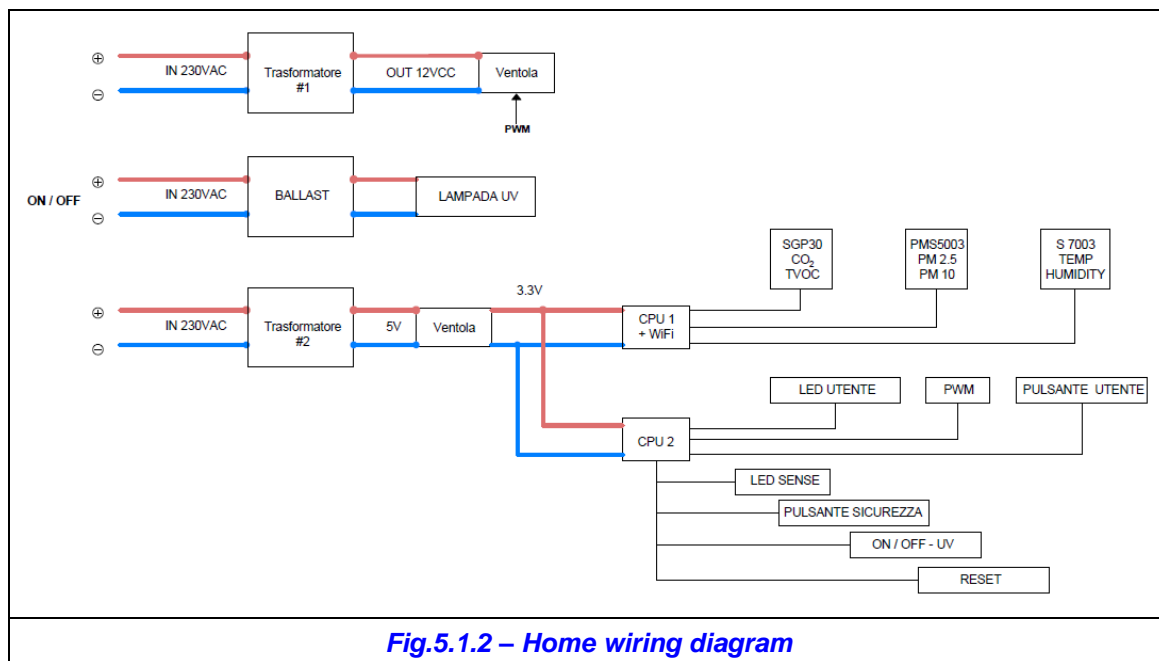 ⊕
IN 230VAC
⊖
Trasformatore
#1
OUT 12VCC
Ventola
PWM
ON / OFF
⊕
IN 230VAC
⊖
BALLAST
LAMPADA UV
⊕
IN 230VAC
⊖
Trasformatore
#2
5V
Ventola
3.3V
CPU 1
+ WiFi
SGP30
CO₂
TVOC
PMS5003
PM 2.5
PM 10
S 7003
TEMP
HUMIDITY
CPU 2
LED UTENTE
PWM
PULSANTE UTENTE
LED SENSE
PULSANTE SICUREZZA
ON / OFF - UV
RESET
Fig.5.1.2 – Home wiring diagram